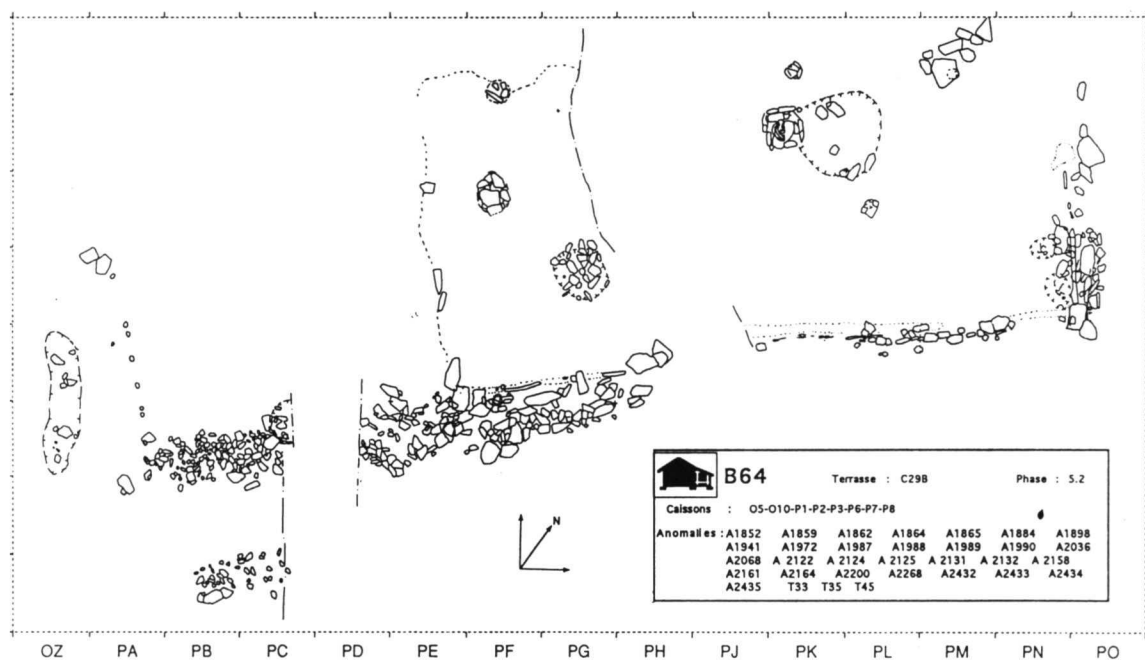 N
B64 Terrasse : C29B Phase : 5.2
Caissons : O5-O10-P1-P2-P3-P6-P7-P8
Anomalies : A1852 A1859 A1862 A1864 A1865 A1884 A1898
A1941 A1972 A1987 A1988 A1989 A1990 A2036
A2068 A 2122 A 2124 A 2125 A 2131 A 2132 A 2158
A2161 A2164 A2200 A2268 A2432 A2433 A2434
A2435 T33 T35 T45
OZ PA PB PC PD PE PF PG PH PJ PK PL PM PN PO